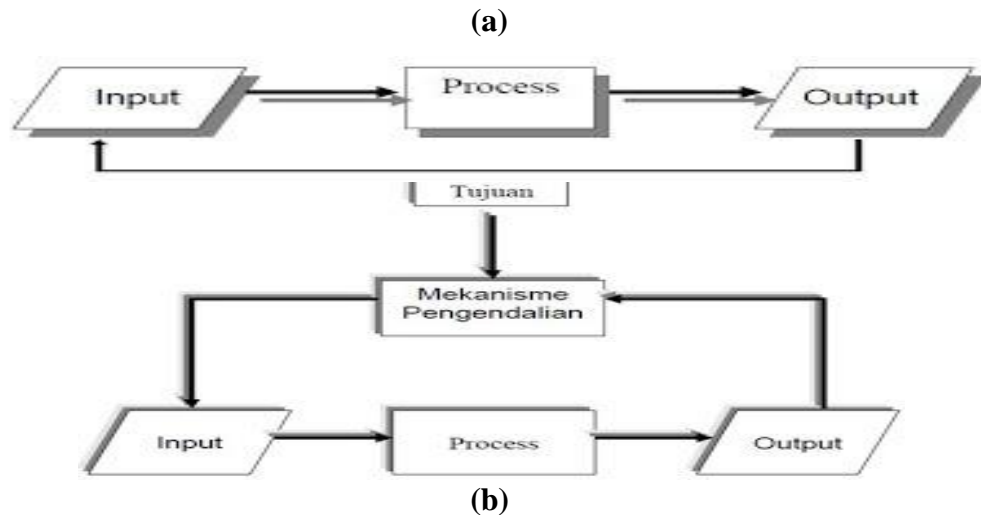 (a)
Input
Process
Output
Tujuan
Mekanisme
Pengendalian
Input
Process
Output
(b)